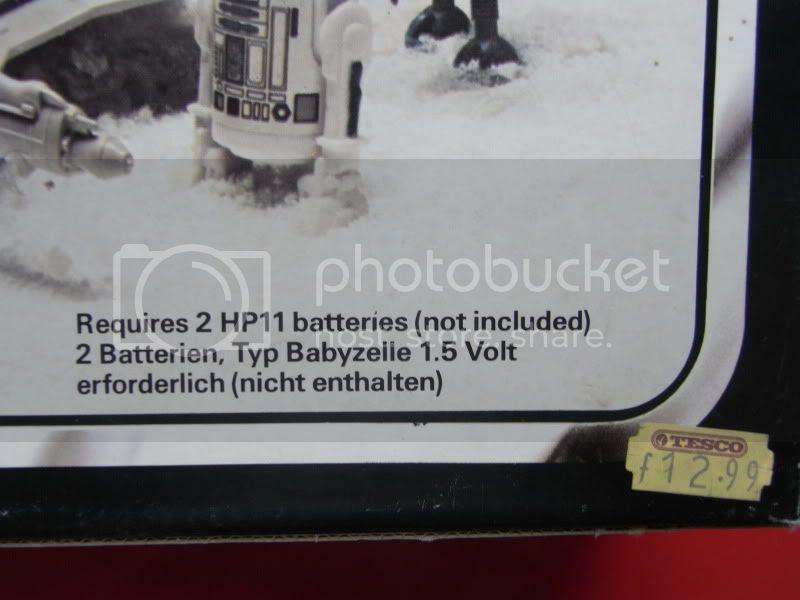 photobucket
host. store. share.
Requires 2 HP11 batteries (not included)
2 Batterien, Typ Babyzeile 1.5 Volt
erforderlich (nicht enthalten)
TESCO
£12.99